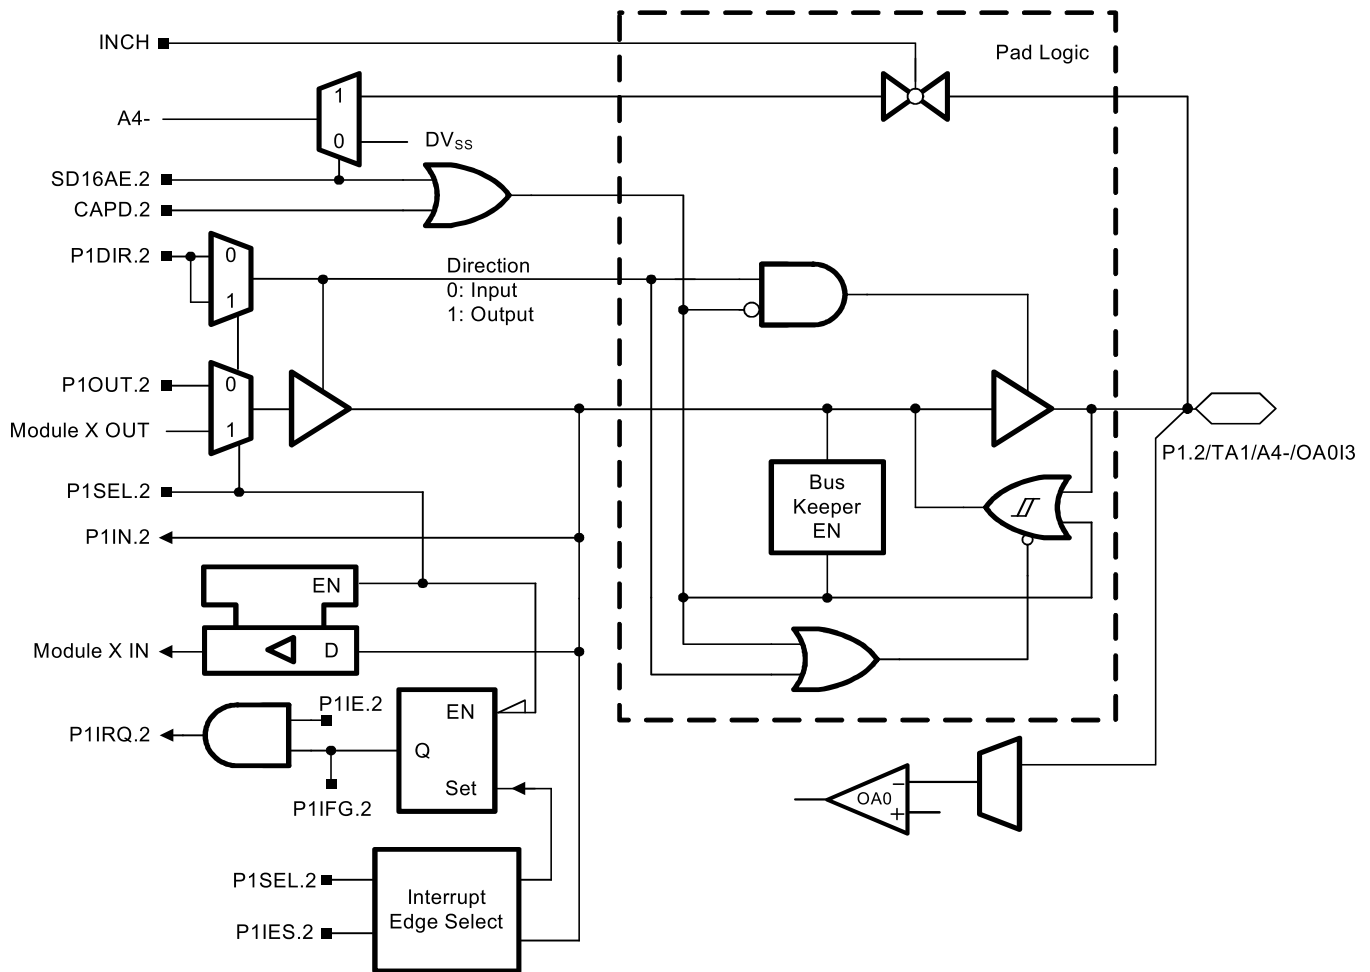 INCH
Pad Logic
1
A4-
0
DVSS
SD16AE.2
CAPD.2
P1DIR.2
0
1
Direction
0: Input
1: Output
P1OUT.2
0
Module X OUT
1
P1.2/TA1/A4-/OA0I3
P1SEL.2
Bus
Keeper
EN
P1IN.2
EN
Module X IN
D
P1IE.2
EN
P1IRQ.2
Q
Set
P1IFG.2
OA0
-
+
P1SEL.2
Interrupt
Edge Select
P1IES.2